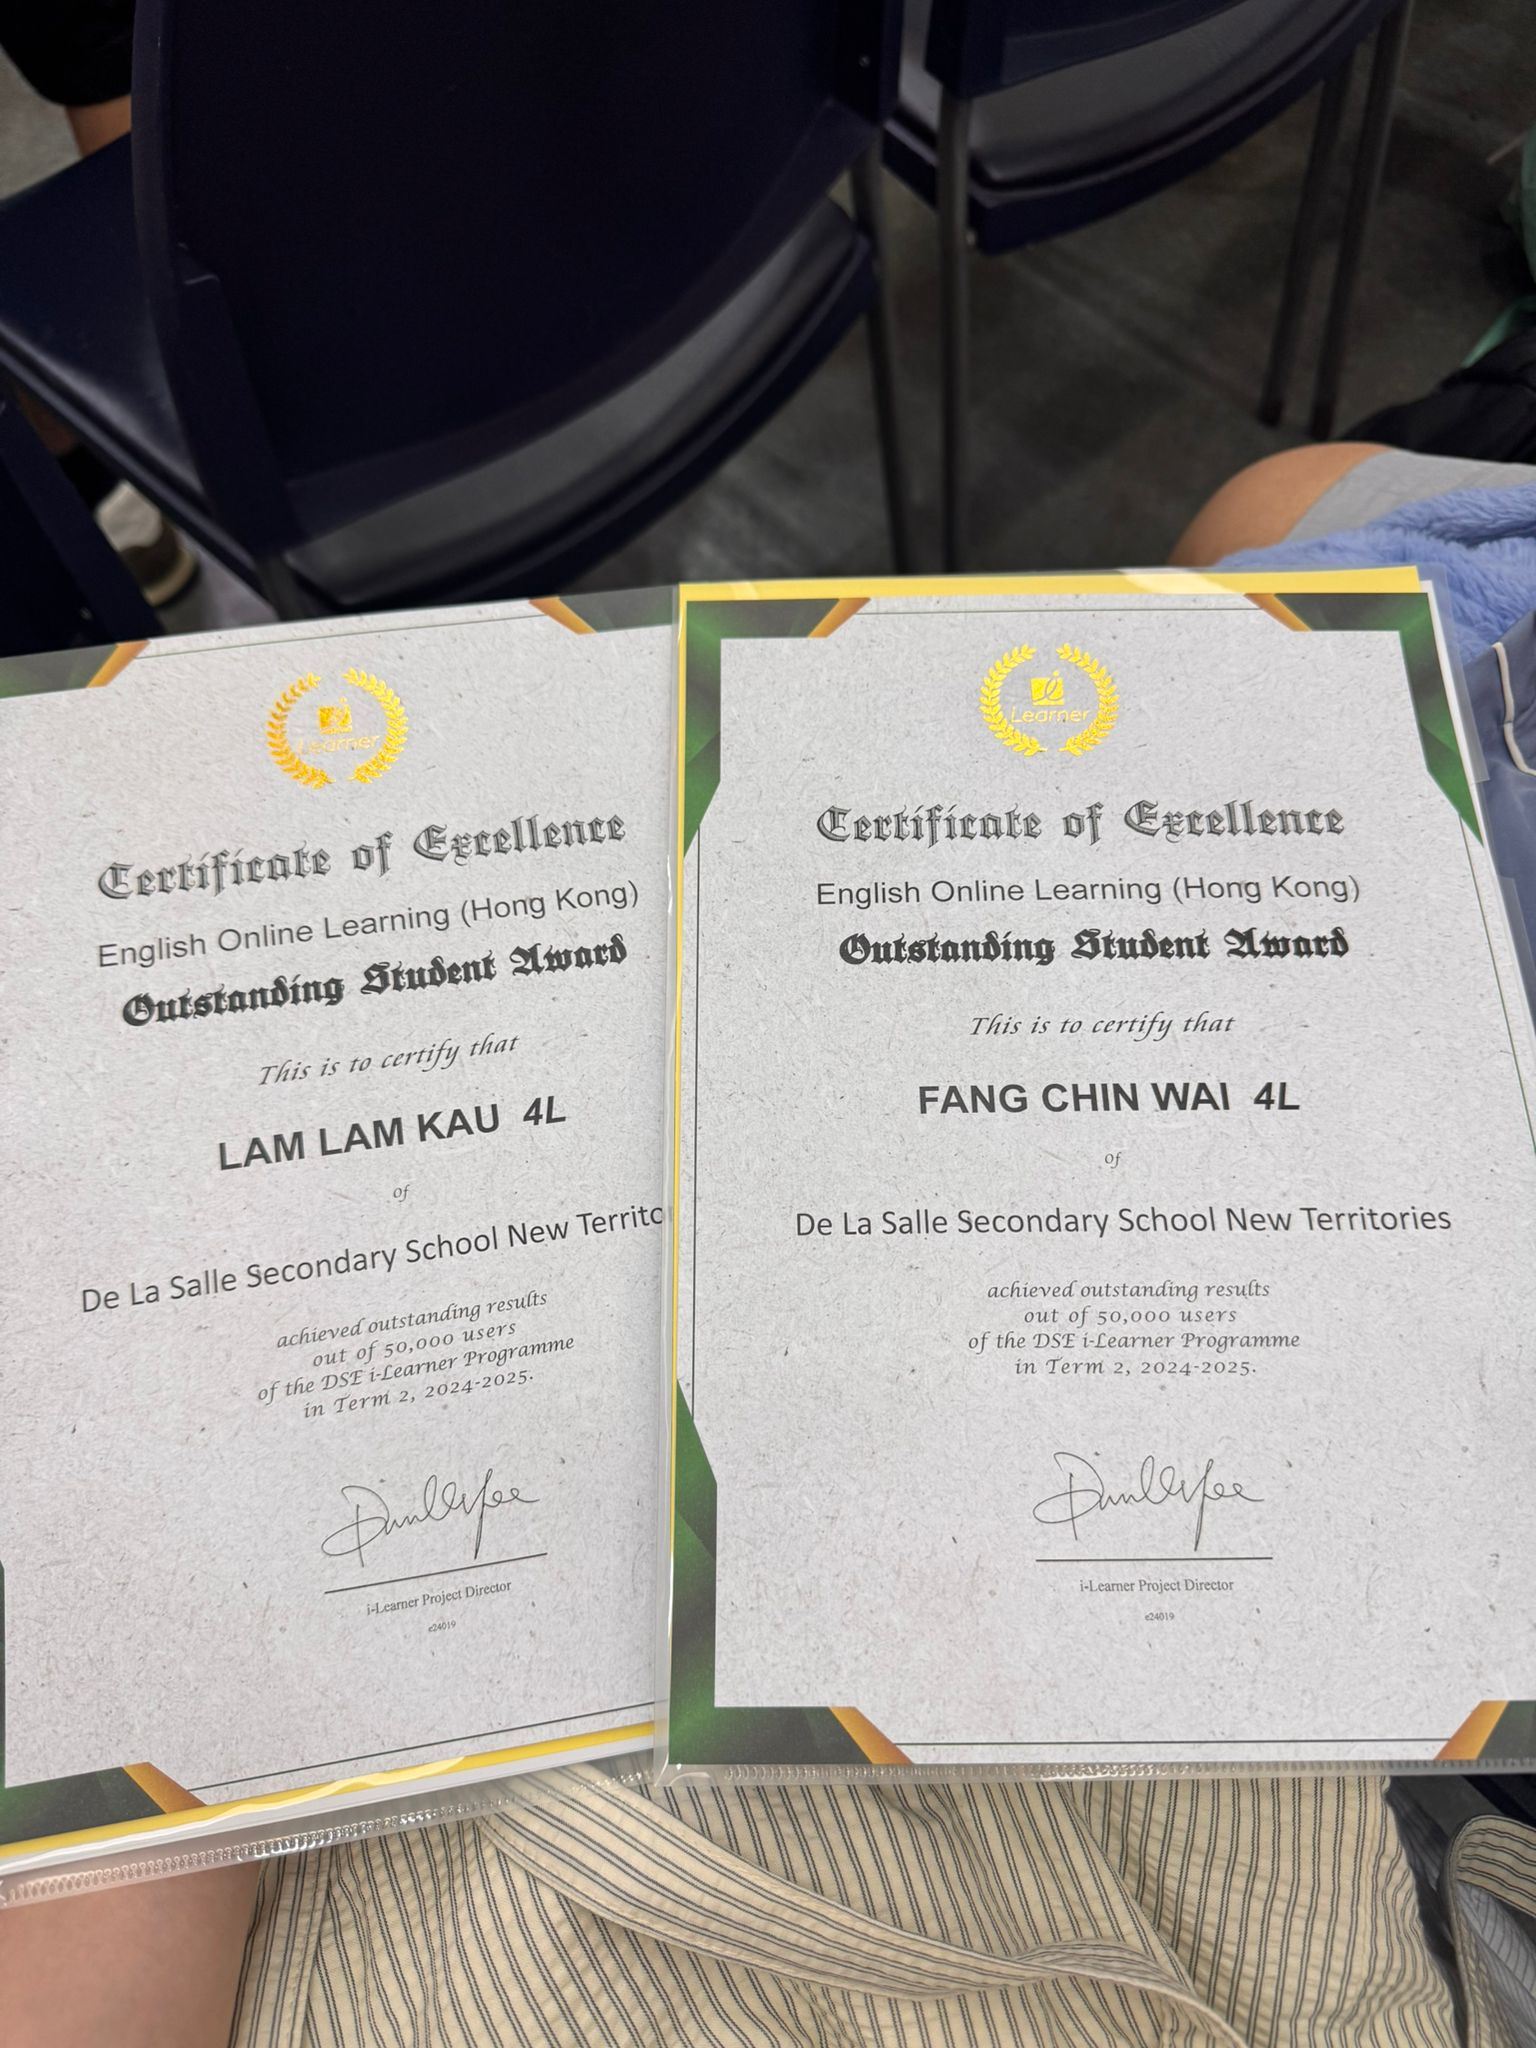 Learner
Certificate of Excellence
English Online Learning (Hong Kong)
Outstanding Student Award
This is to certify that
LAM LAM KAU 4L
of
De La Salle Secondary School New Territo
achieved outstanding results
out of 50,000 users
of the DSE i-Learner Programme
in Term 2, 2024-2025.
i-Learner Project Director
e24019
i
Learner
Certificate of Excellence
English Online Learning (Hong Kong)
Outstanding Student Award
This is to certify that
FANG CHIN WAI 4L
of
De La Salle Secondary School New Territories
achieved outstanding results
out of 50,000 users
of the DSE i-Learner Programme
in Term 2, 2024-2025.
i-Learner Project Director
e24019